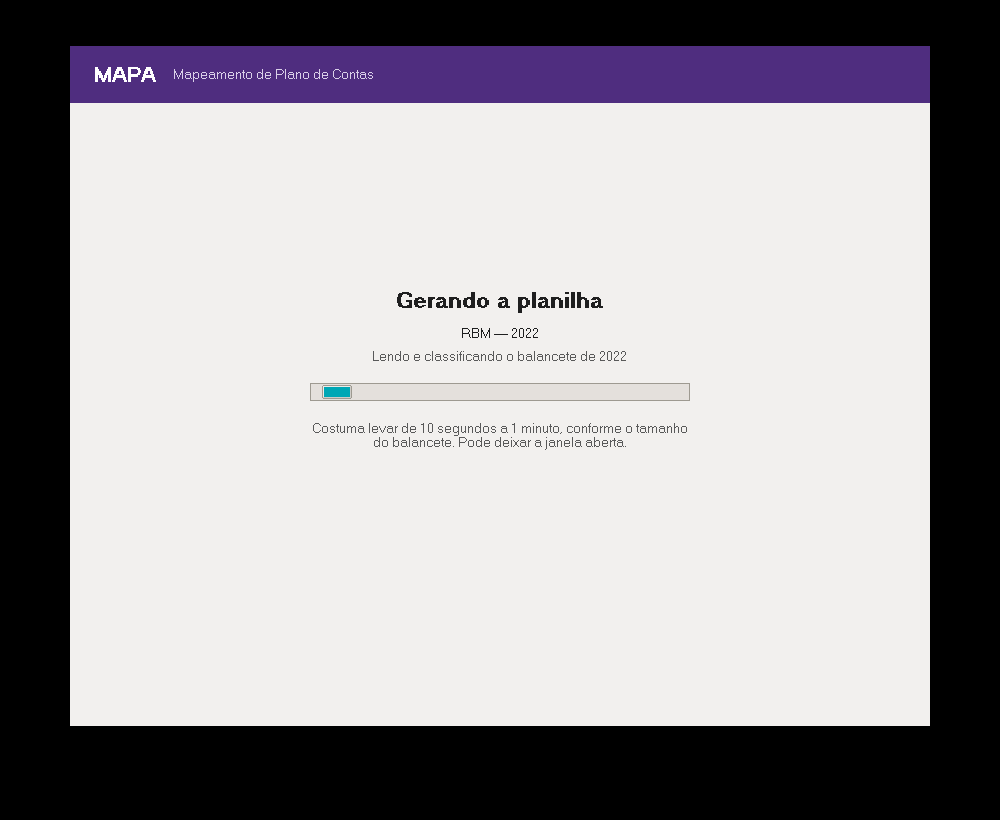 MAPA Mapeamento de Plano de Contas
Gerando a planilha
RBM — 2022
Lendo e classificando o balancete de 2022
Costuma levar de 10 segundos a 1 minuto, conforme o tamanho
do balancete. Pode deixar a janela aberta.